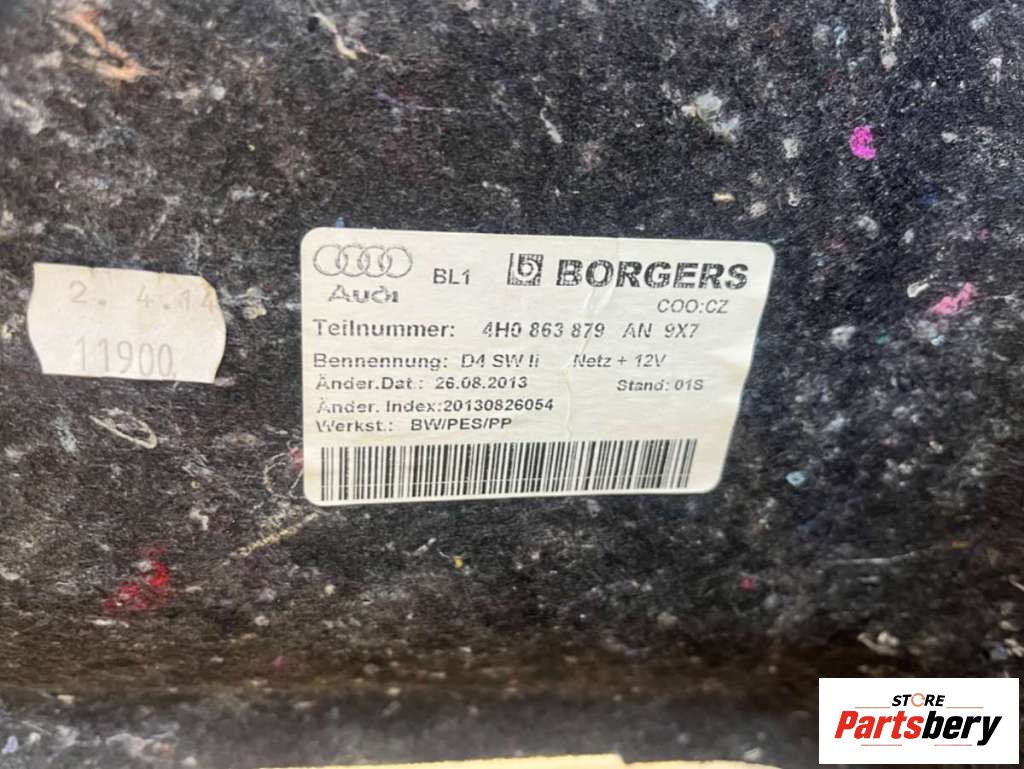 2. 4.14
11900
Audi
BL1
BORGERS
COO:CZ
Teilnummer: 4H0 863 879 AN 9X7
Bennennung: D4 SW li Netz + 12V
Änder.Dat.: 26.08.2013 Stand: 01S
Änder. Index:20130826054
Werkst.: BW/PES/PP
STORE
Partsbery